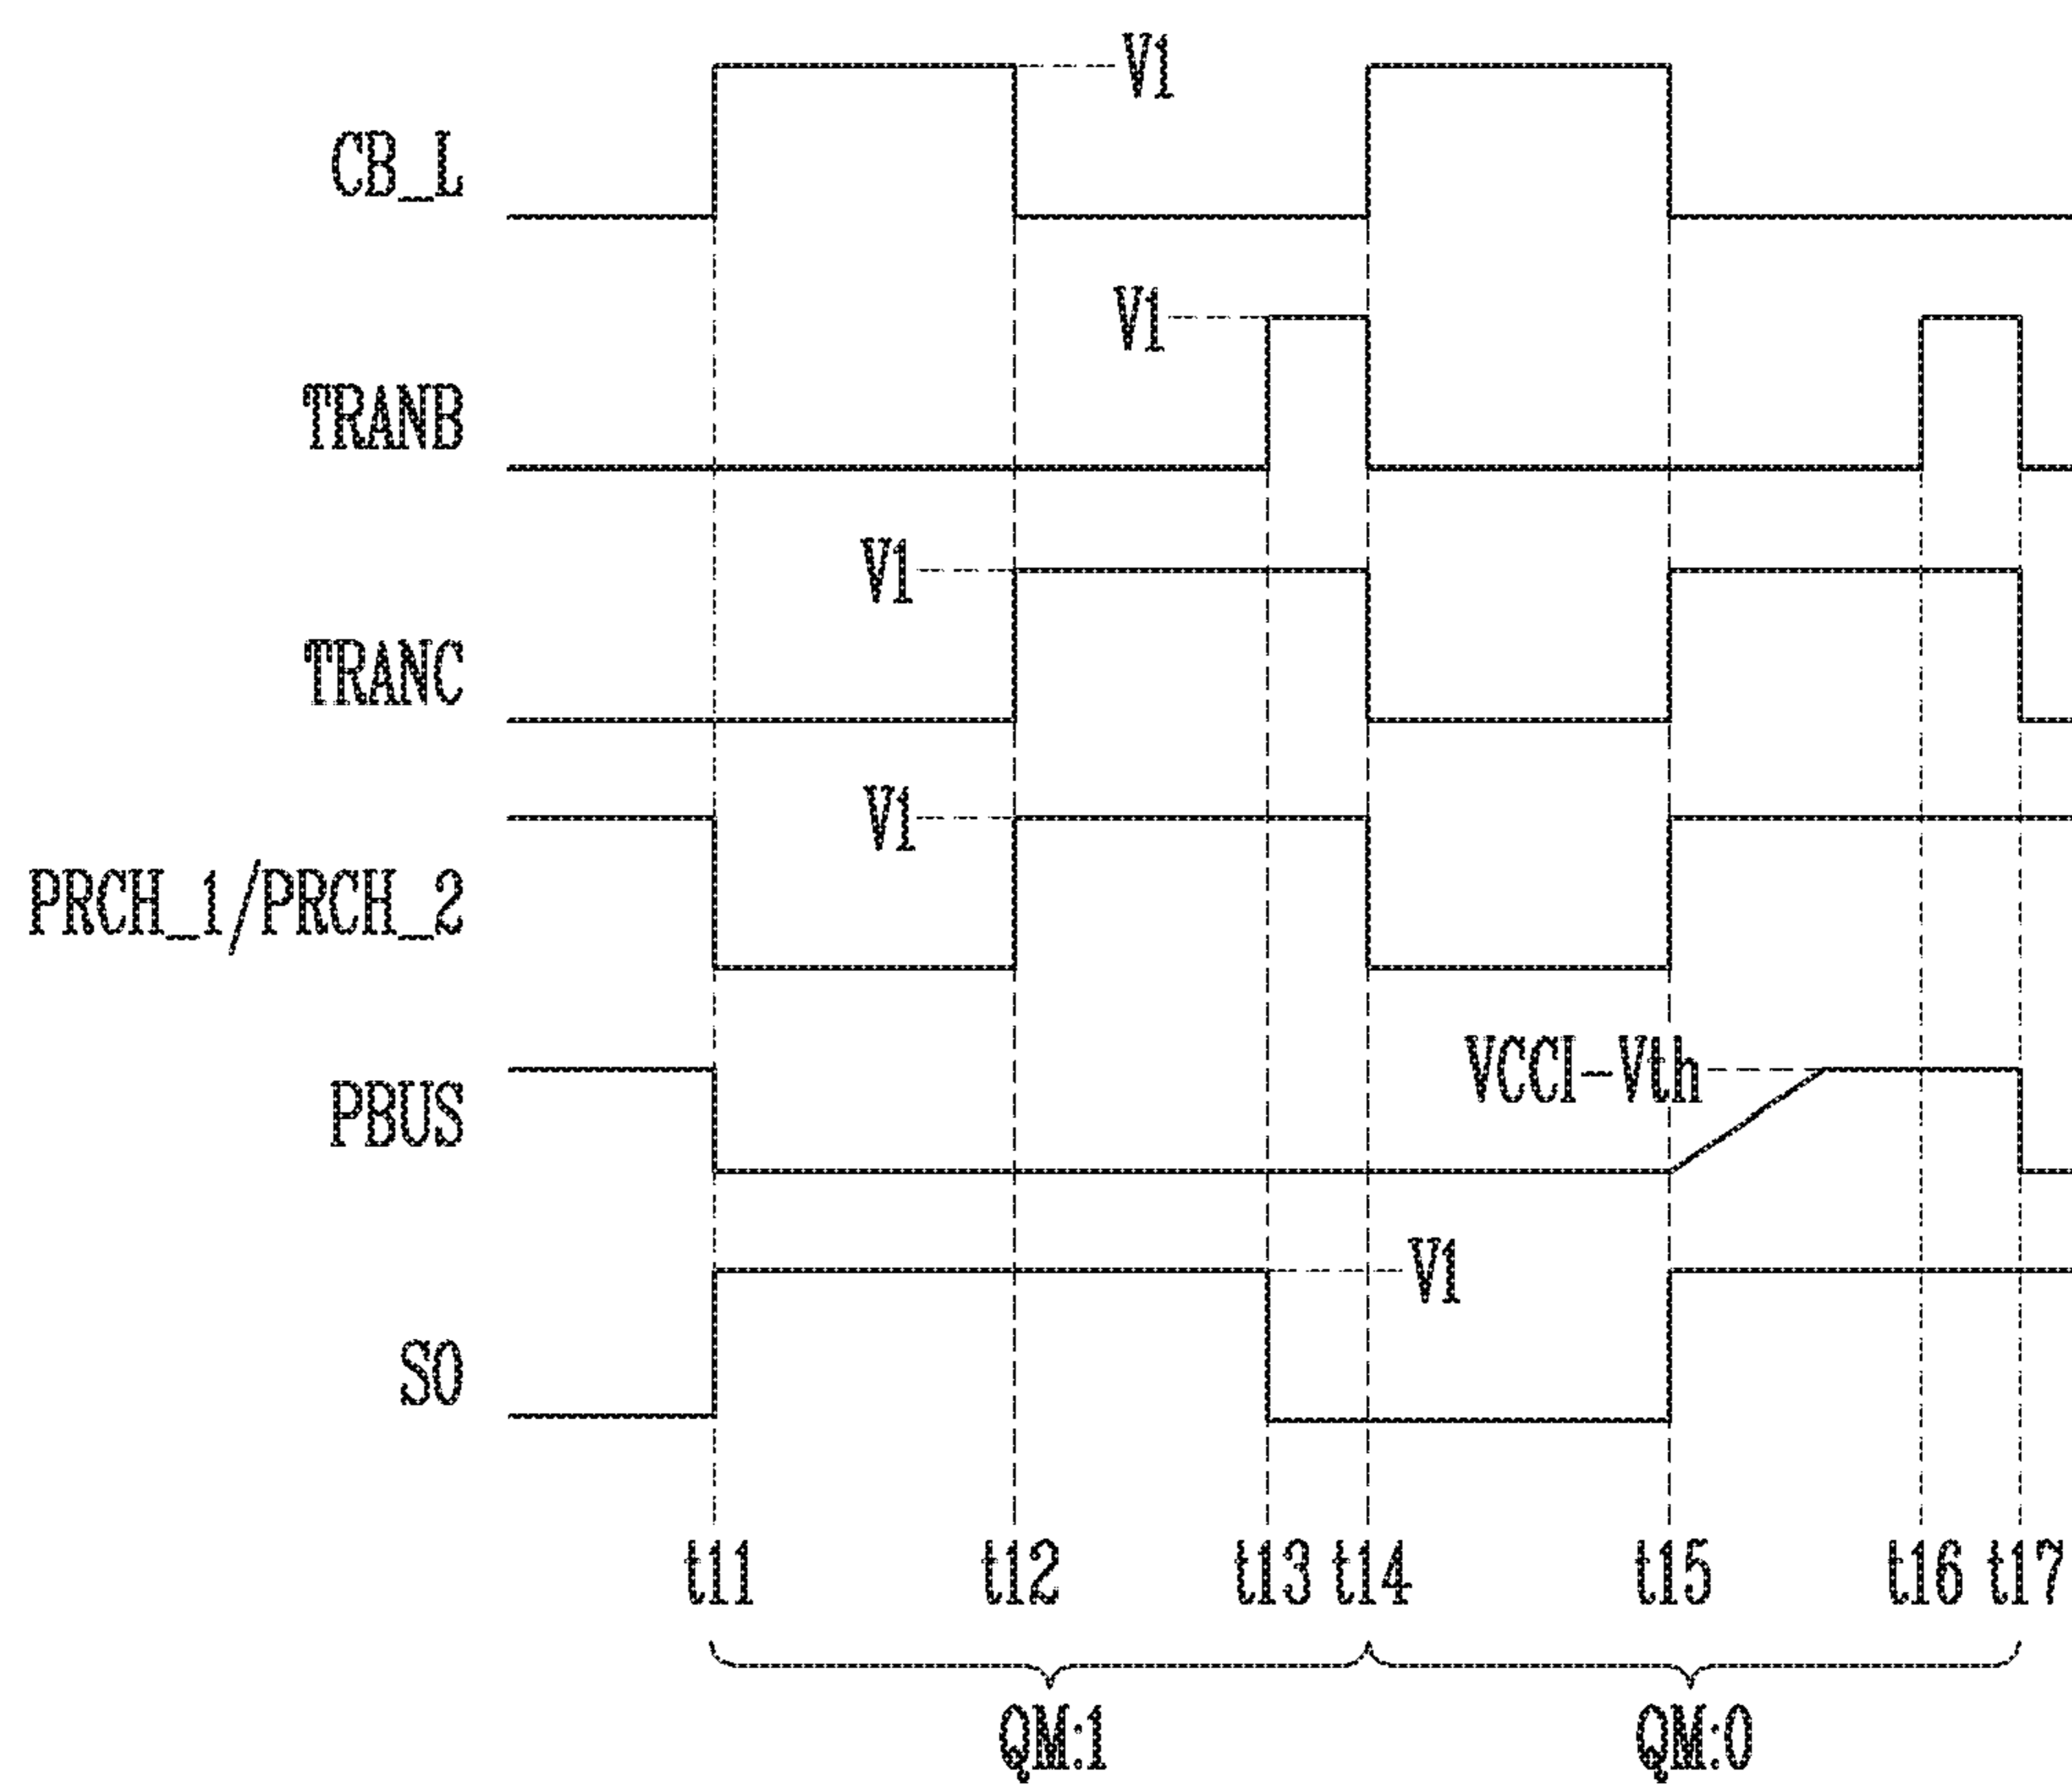 V1
CB_L
V1
TRANB
V1
TRANC
V1
PRCH_1/PRCH_2
VCCI-Vth
PBUS
V1
SO
t11 t12 t13 t14 t15 t16 t17
QM:1 QM:0